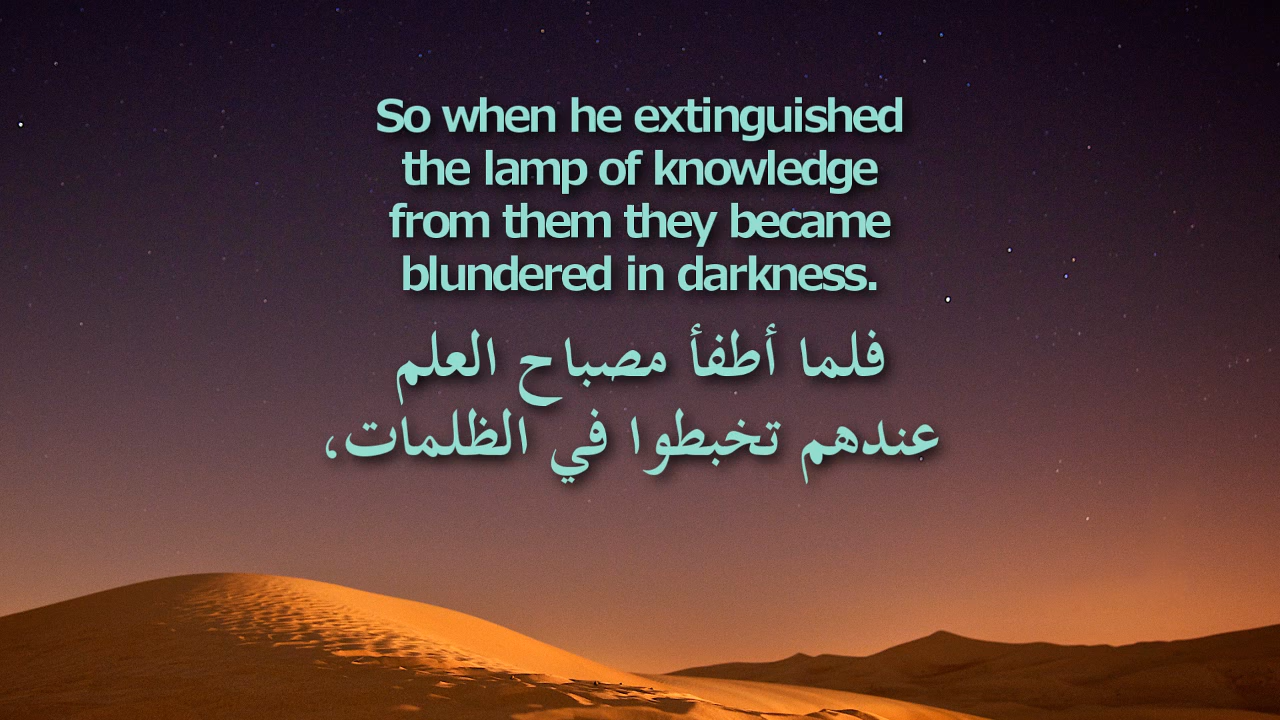 So when he extinguished
the lamp of knowledge
from them they became
blundered in darkness.
فلما أطفأ مصباح العلم
عندهم تخبطوا في الظلمات،